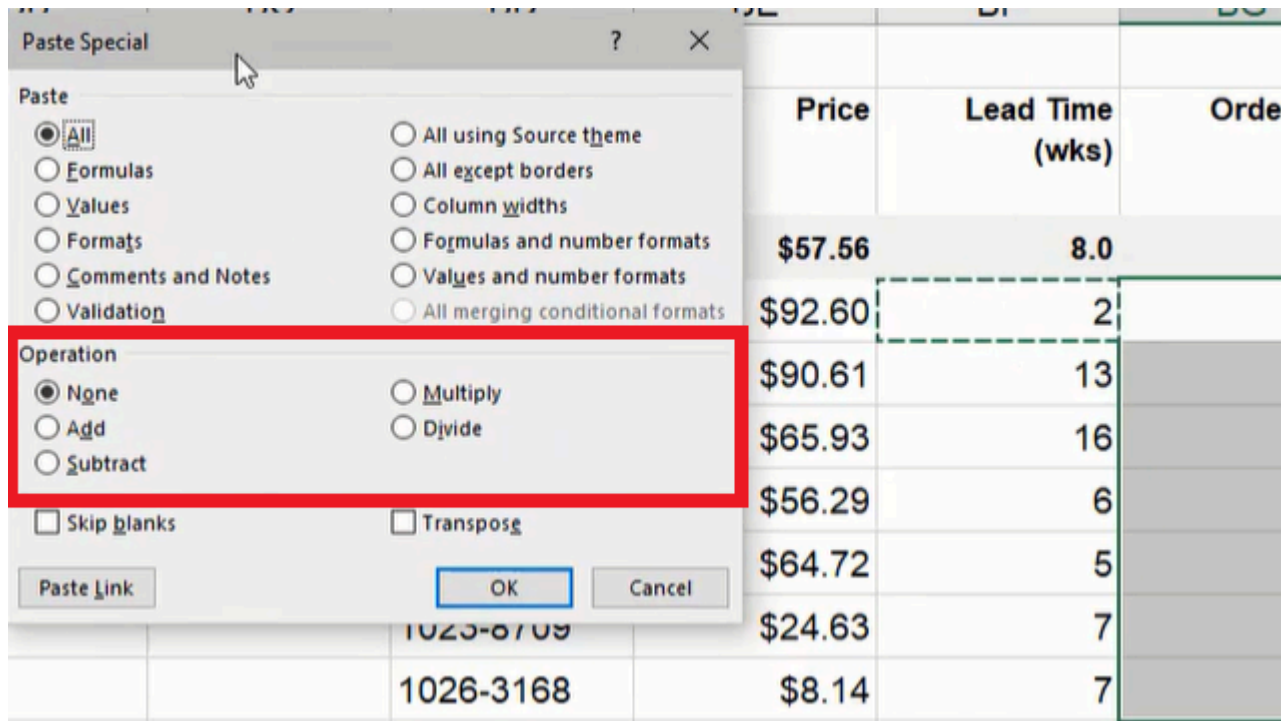 Paste Special ? ×
Paste
All
All using Source theme
Formulas
All except borders
Values
Column widths
Formats
Formulas and number formats
Comments and Notes
Values and number formats
Validation
All merging conditional formats
Operation
None
Multiply
Add
Divide
Subtract
Skip blanks
Transpose
Paste Link
OK
Cancel
Price Lead Time Orde
(wks)
$57.56 8.0
$92.60 2
$90.61 13
$65.93 16
$56.29 6
$64.72 5
1023-8709 $24.63 7
1026-3168 $8.14 7